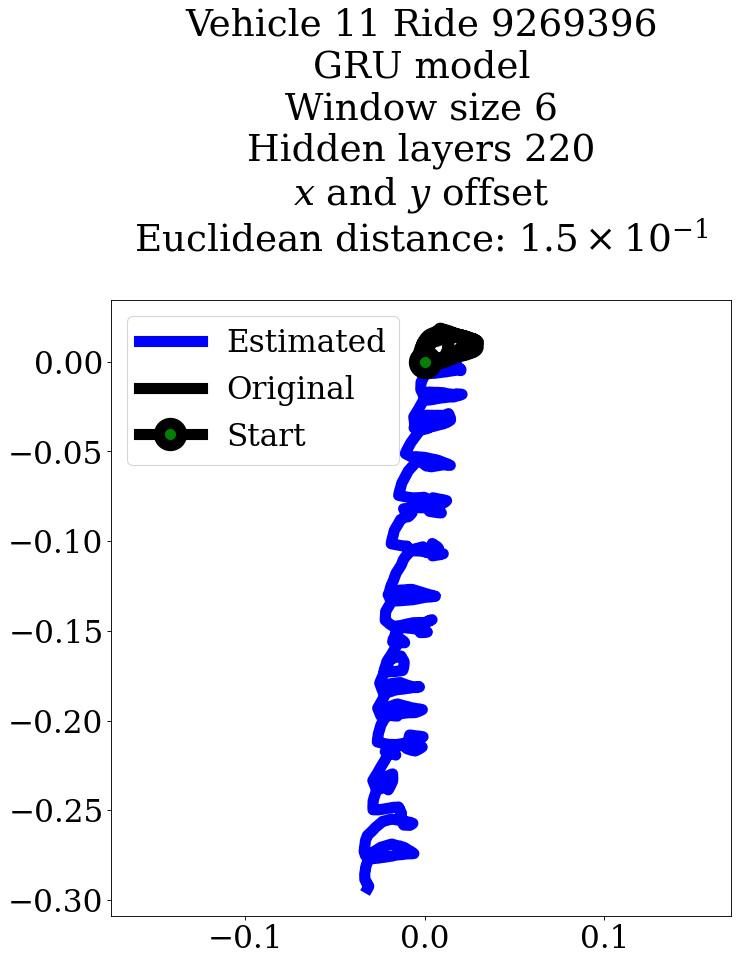 Vehicle 11 Ride 9269396
GRU model
Window size 6
Hidden layers 220
x and y offset
Euclidean distance: 1.5 × 10⁻¹
Estimated
Original
Start
0.00
−0.05
−0.10
−0.15
−0.20
−0.25
−0.30
−0.1
0.0
0.1